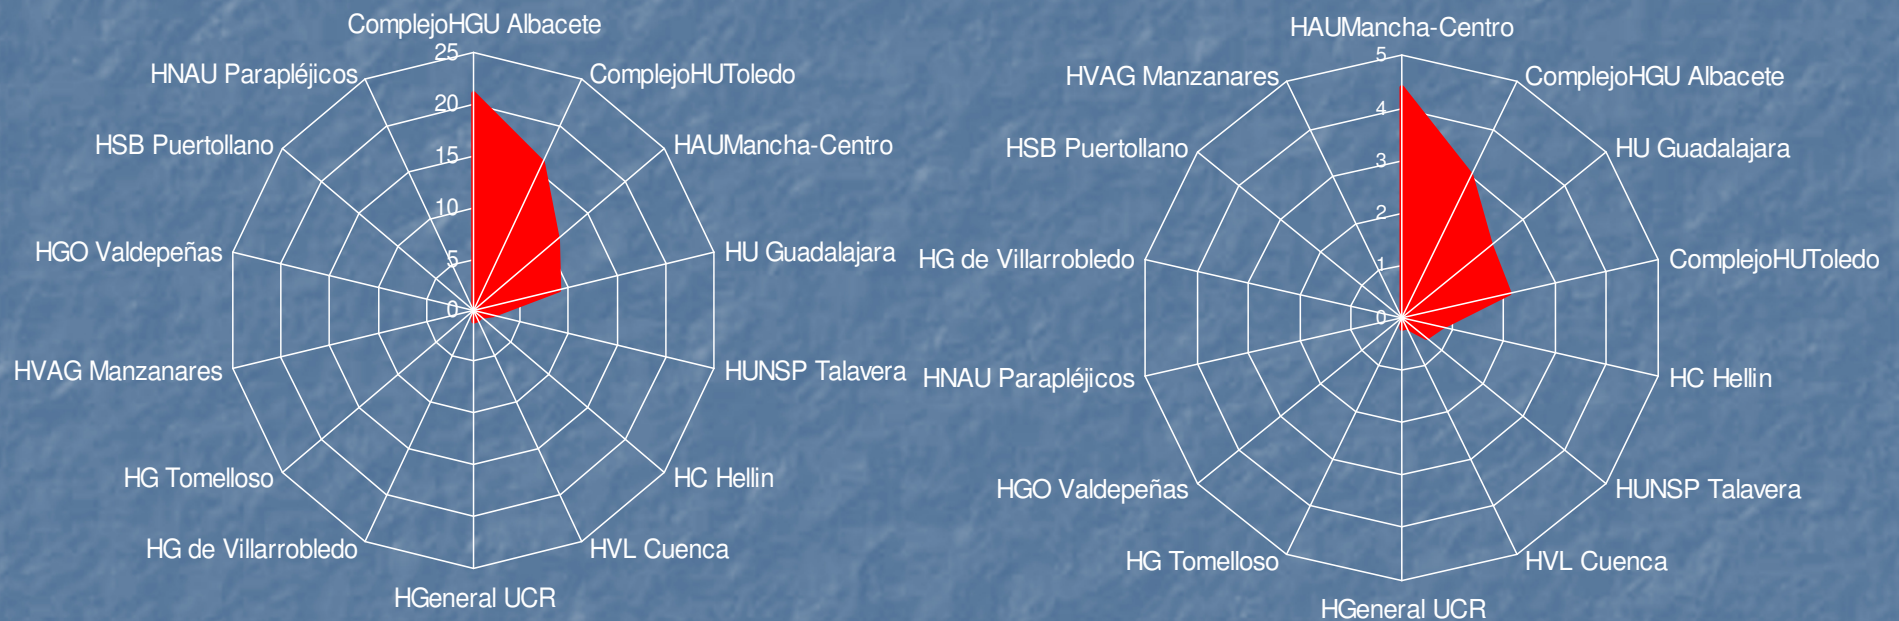 ComplejoHGU Albacete
ComplejoHUToledo
HAUMancha-Centro
HU Guadalajara
HUNSP Talavera
HC Hellin
HVL Cuenca
HGeneral UCR
HG de Villarrobledo
HG Tomelloso
HVAG Manzanares
HGO Valdepeñas
HSB Puertollano
HNAU Parapléjicos
25
20
15
10
5
0
HAUMancha-Centro
ComplejoHGU Albacete
HU Guadalajara
ComplejoHUToledo
HC Hellin
HUNSP Talavera
HVL Cuenca
HGeneral UCR
HG Tomelloso
HGO Valdepeñas
HNAU Parapléjicos
HG de Villarrobledo
HSB Puertollano
HVAG Manzanares
5
4
3
2
1
0